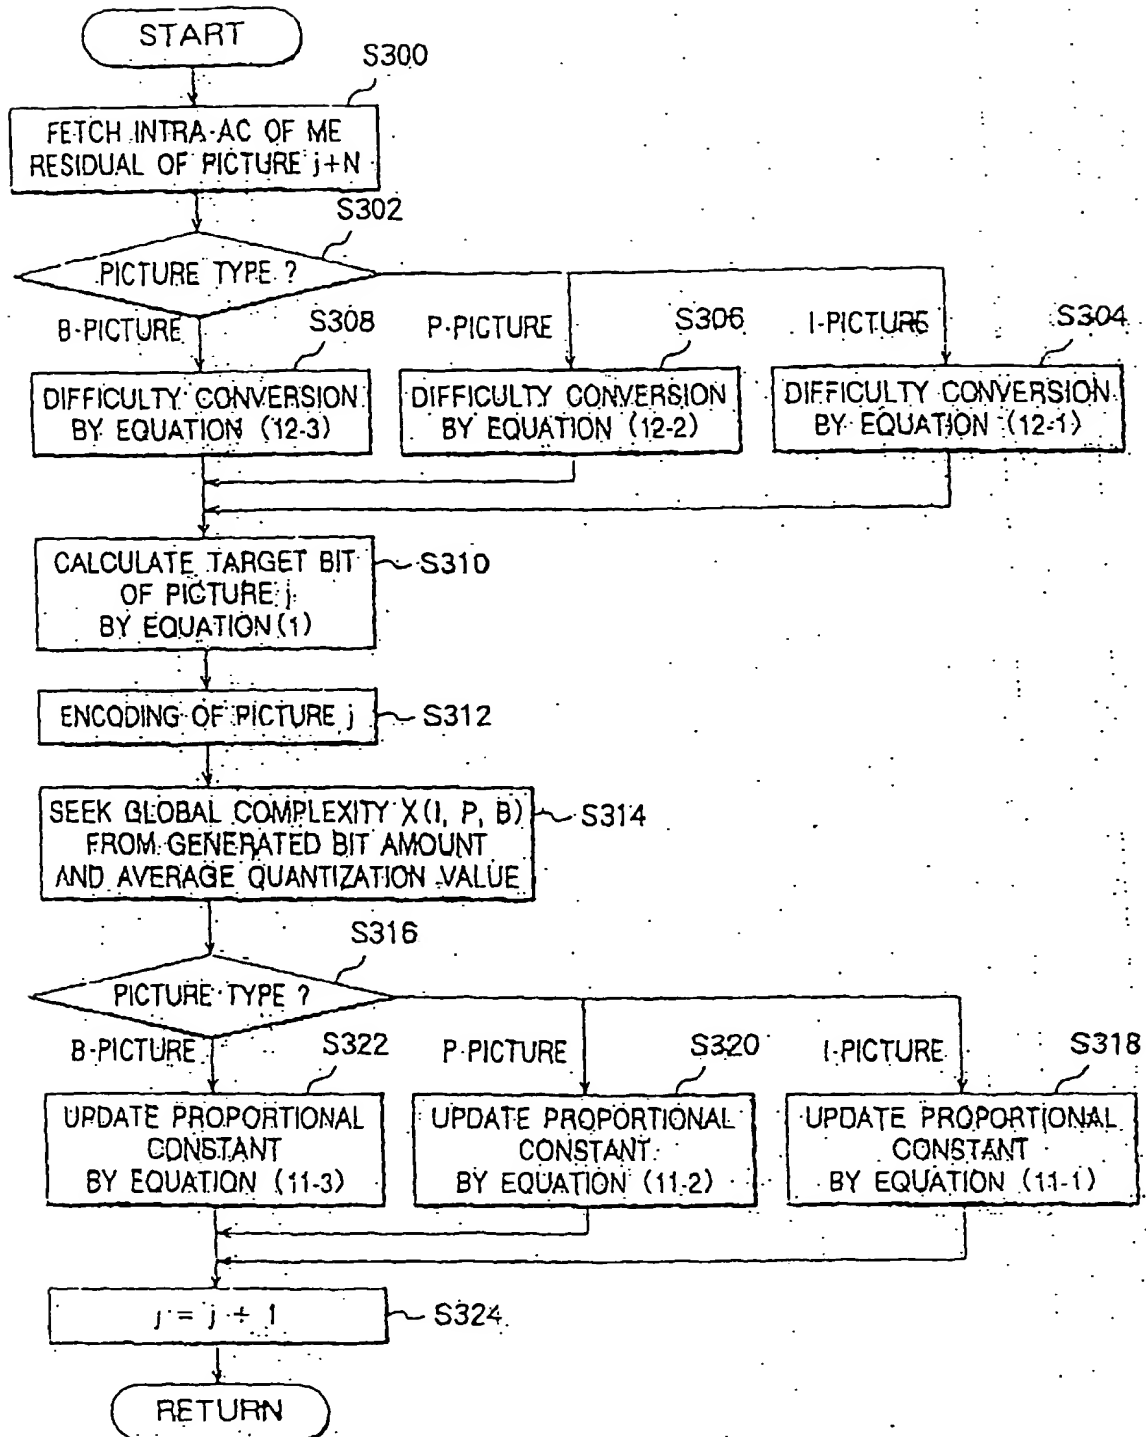 START
S300
FETCH INTRA-AC OF ME
RESIDUAL OF PICTURE j+N
S302
PICTURE TYPE ?
B-PICTURE
S308
P-PICTURE
S306
I-PICTURE
S304
DIFFICULTY CONVERSION
BY EQUATION (12-3)
DIFFICULTY CONVERSION
BY EQUATION (12-2)
DIFFICULTY CONVERSION
BY EQUATION (12-1)
CALCULATE TARGET BIT
OF PICTURE j
BY EQUATION (1)
S310
ENCODING OF PICTURE j
S312
SEEK GLOBAL COMPLEXITY X(I, P, B)
FROM GENERATED BIT AMOUNT
AND AVERAGE QUANTIZATION VALUE
S314
S316
PICTURE TYPE ?
B-PICTURE
S322
P-PICTURE
S320
I-PICTURE
S318
UPDATE PROPORTIONAL
CONSTANT
BY EQUATION (11-3)
UPDATE PROPORTIONAL
CONSTANT
BY EQUATION (11-2)
UPDATE PROPORTIONAL
CONSTANT
BY EQUATION (11-1)
j = j + 1
S324
RETURN